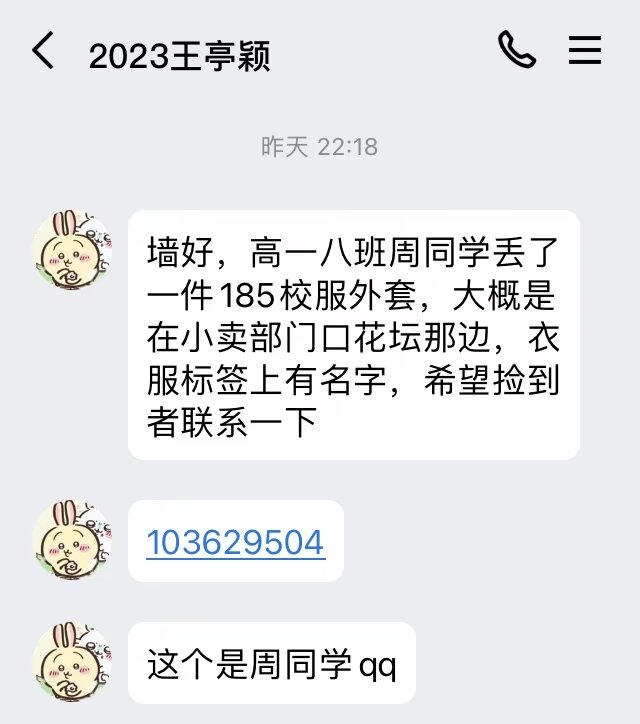 2023王亭颖
昨天 22:18
墙好，高一八班周同学丢了
一件185校服外套，大概是
在小卖部门口花坛那边，衣
服标签上有名字，希望捡到
者联系一下
103629504
这个是周同学qq